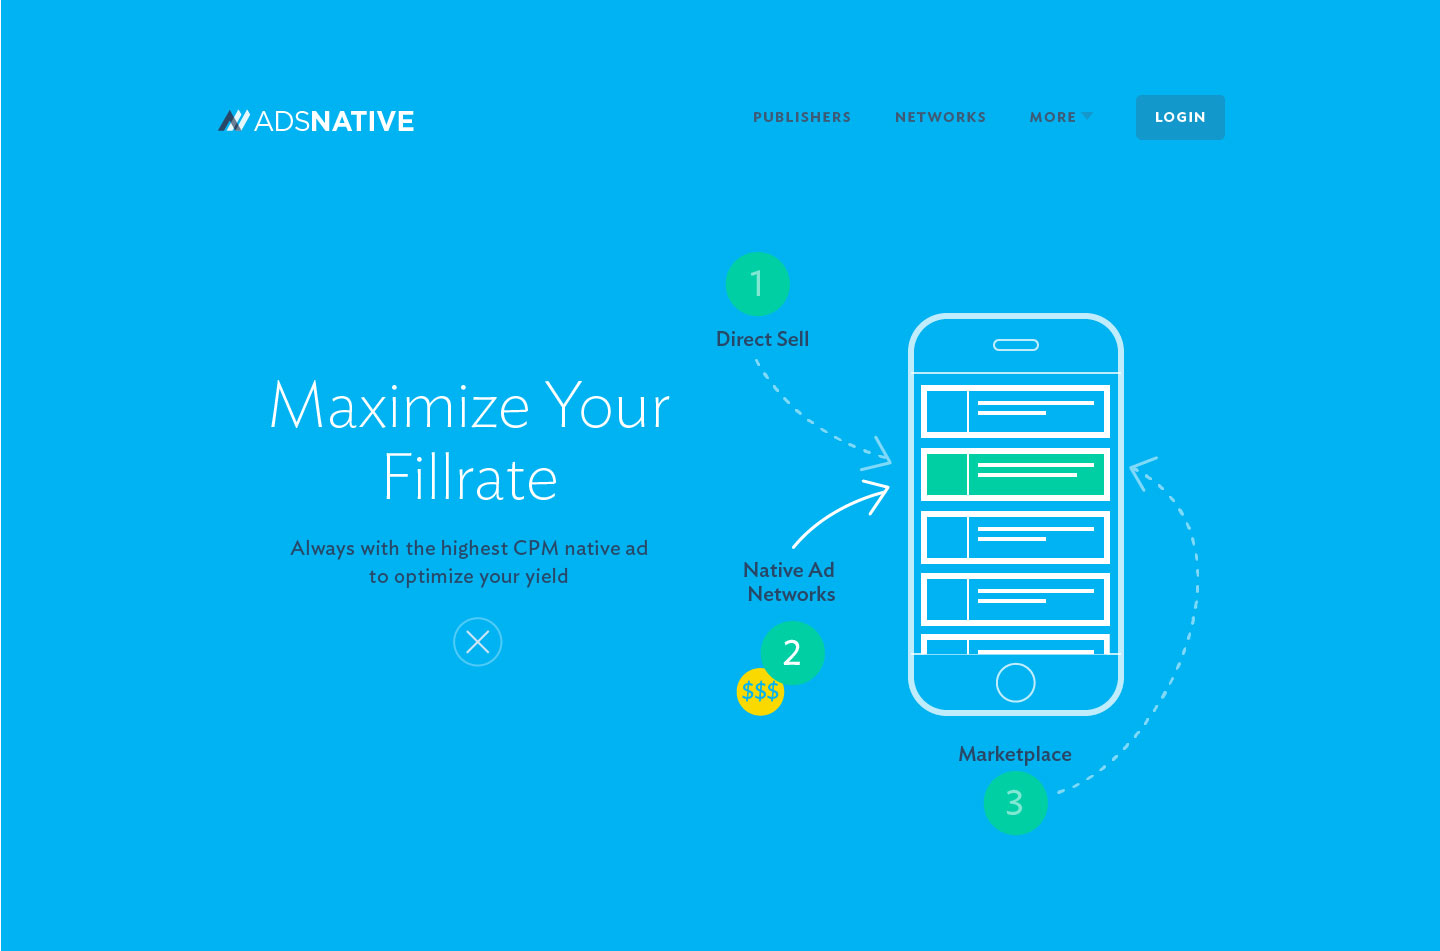 ADSNATIVE
PUBLISHERS
NETWORKS
MORE
LOGIN
1
Direct Sell
Maximize Your
Fillrate
Always with the highest CPM native ad
to optimize your yield
Native Ad
Networks
2
$$$
Marketplace
3